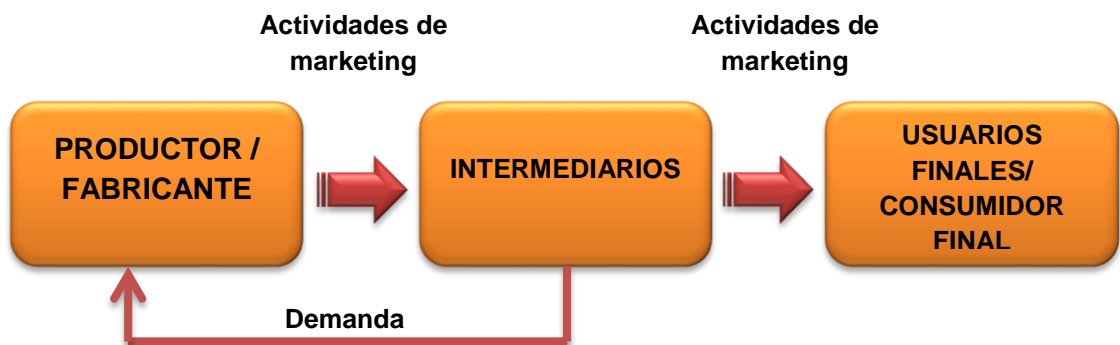 Actividades de
marketing
Actividades de
marketing
PRODUCTOR /
FABRICANTE
INTERMEDIARIOS
USUARIOS
FINALES/
CONSUMIDOR
FINAL
Demanda